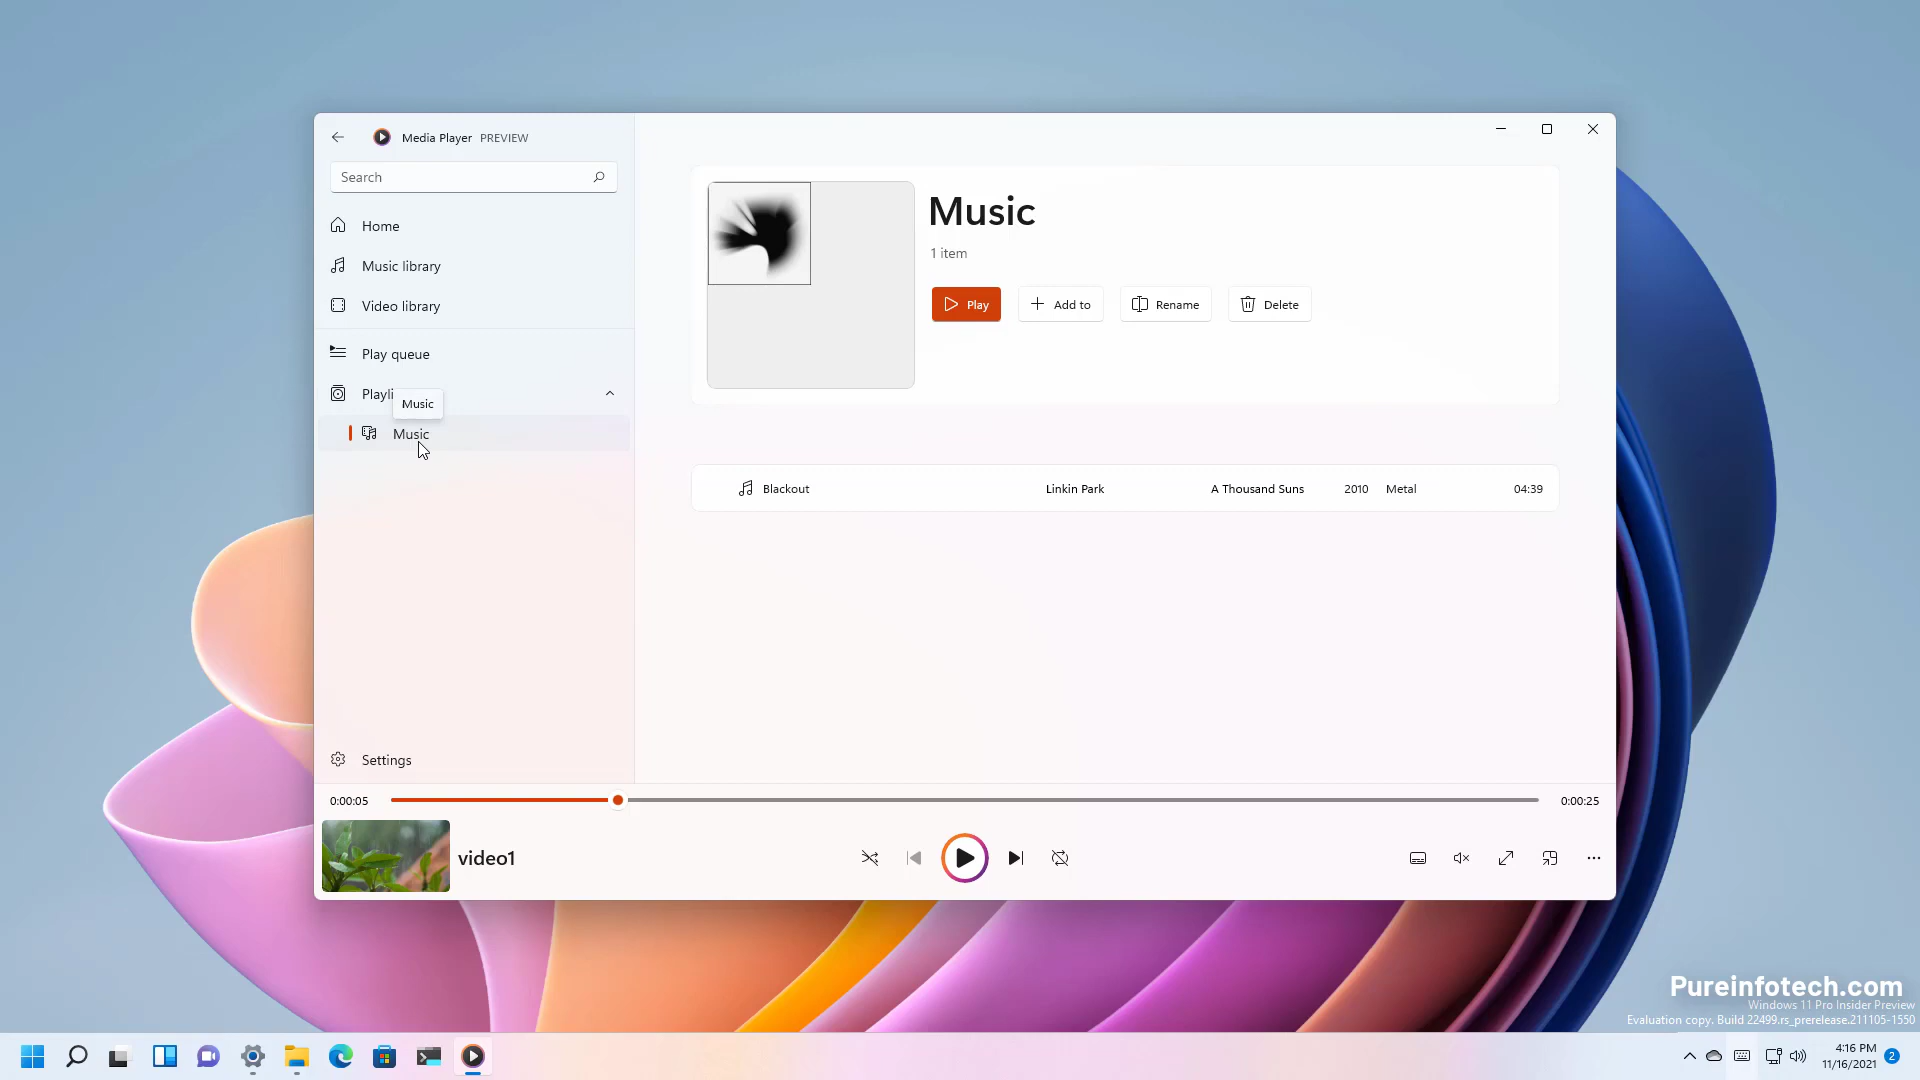 Media Player PREVIEW
Search
Home
Music library
Video library
Play queue
Playli
Music
Music
Settings
Music
1 item
Play
Add to
Rename
Delete
Blackout Linkin Park A Thousand Suns 2010 Metal 04:39
0:00:05
0:00:25
video1
Pureinfotech.com
Windows 11 Pro Insider Preview
Evaluation copy. Build 22499.rs_prerelease.211105-1550
4:16 PM
11/16/2021
2